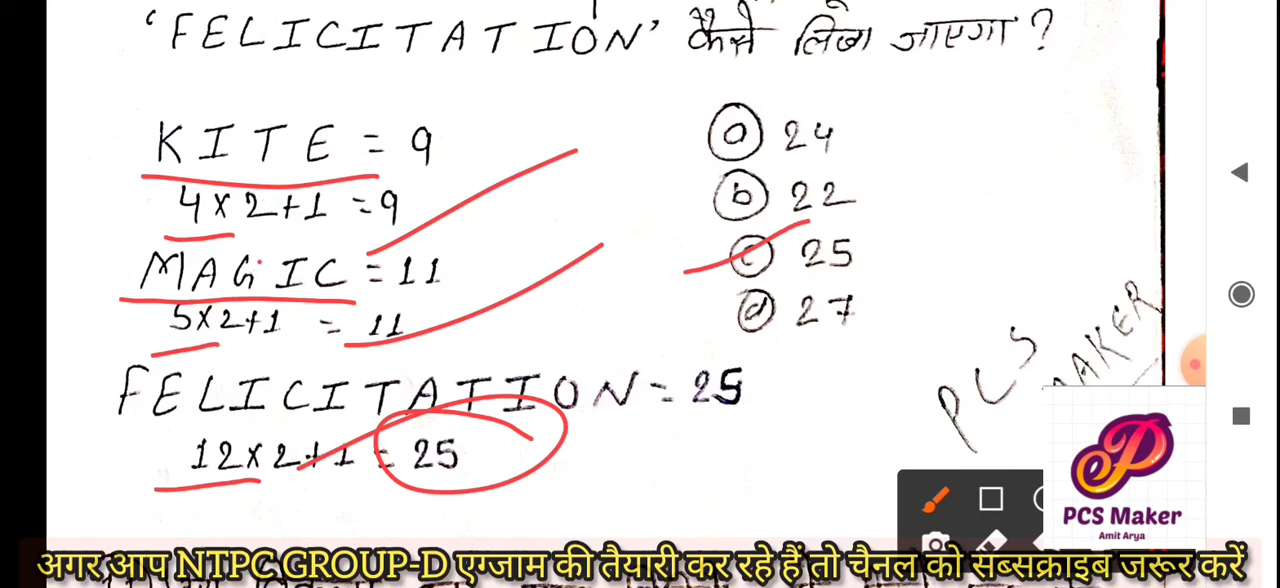 'FELICITATION' कैसे लिखा जाएगा ?
KITE = 9
4 × 2 + 1 = 9
MAGIC = 11
5 × 2 + 1 = 11
FELICITATION = 25
12 × 2 + 1 = 25
(a) 24
(b) 22
(c) 25
(d) 27
PCS
MAKER
PCS Maker
Amit Arya
अगर आप NTPC GROUP-D एग्जाम की तैयारी कर रहे हैं तो चैनल को सब्सक्राइब जरूर करें